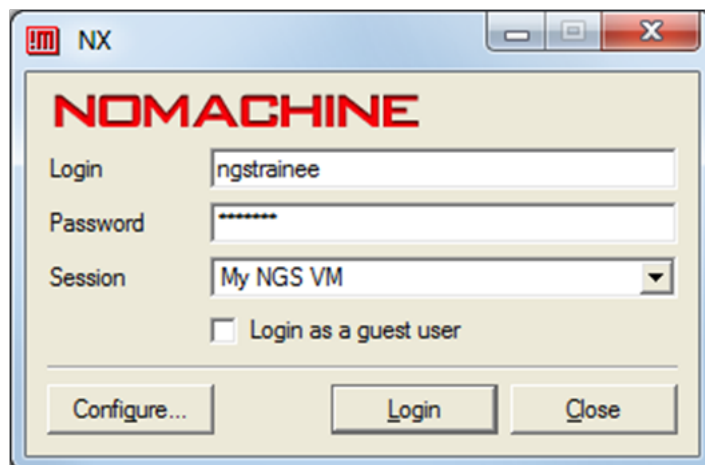 !m NX
NOMACHINE
Login ngstrainee
Password *******
Session My NGS VM
Login as a guest user
Configure... Login Close